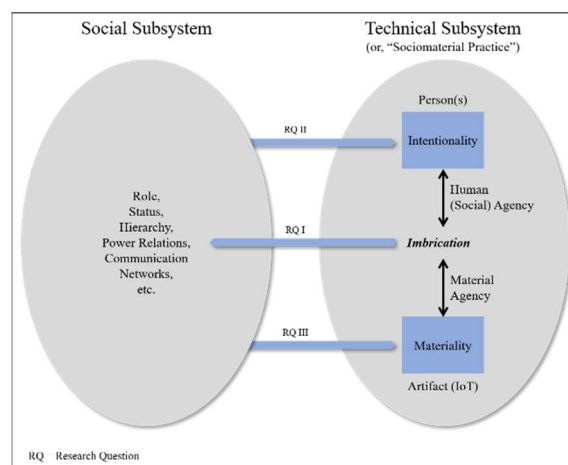 Social Subsystem
Technical Subsystem
(or, “Sociomaterial Practice”)
Person(s)
Intentionality
RQ II
Human
(Social) Agency
Role,
Status,
Hierarchy,
Power Relations,
Communication
Networks,
etc.
RQ I
Imbrication
Material
Agency
RQ III
Materiality
Artifact (IoT)
RQ Research Question